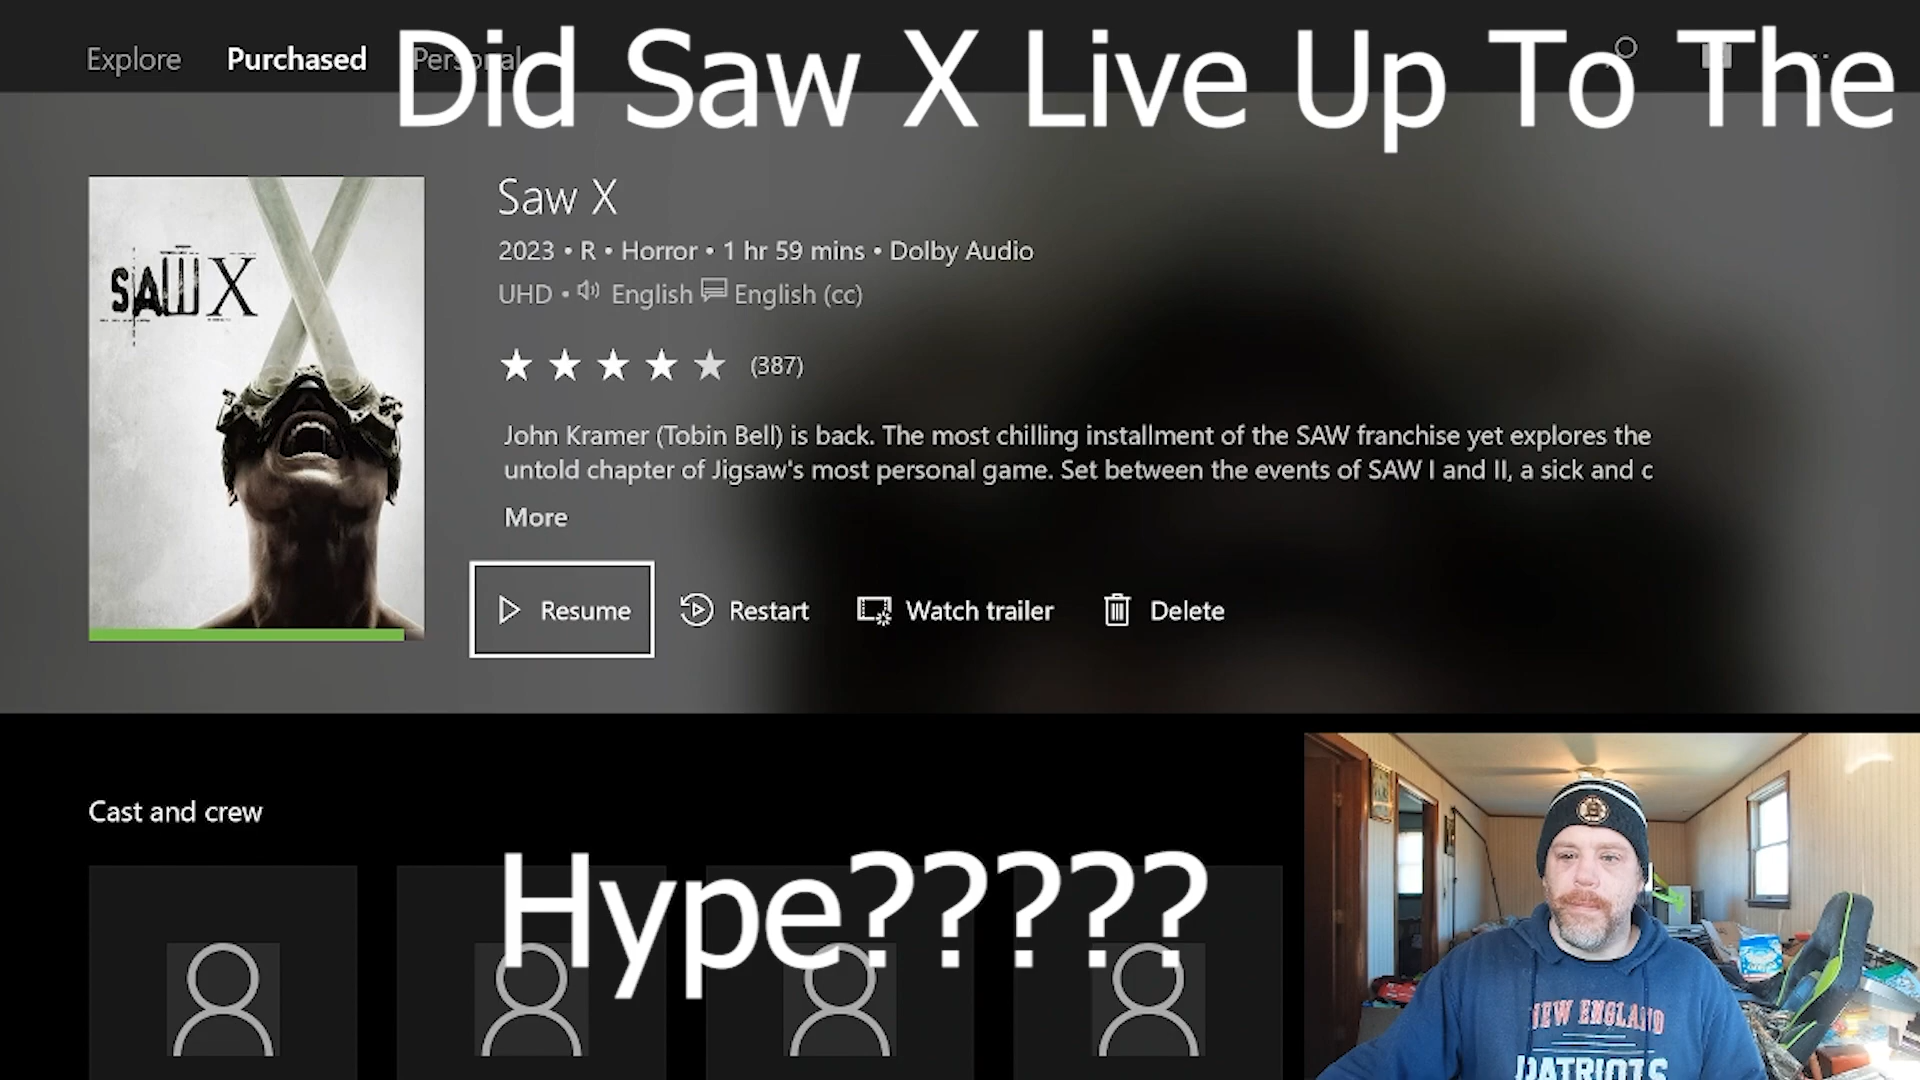 Explore Purchased Personal
Did Saw X Live Up To The
SAW X
Saw X
2023 • R • Horror • 1 hr 59 mins • Dolby Audio
UHD • English English (cc)
(387)
John Kramer (Tobin Bell) is back. The most chilling installment of the SAW franchise yet explores the
untold chapter of Jigsaw's most personal game. Set between the events of SAW I and II, a sick and c
More
Resume Restart Watch trailer Delete
Cast and crew
Hype?????
B
NEW ENGLAND
PATRIOTS